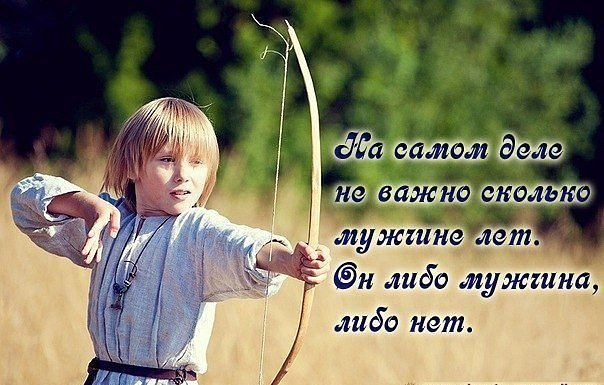 На самом деле
не важно сколько
мужчине лет.
Он либо мужчина,
либо нет.